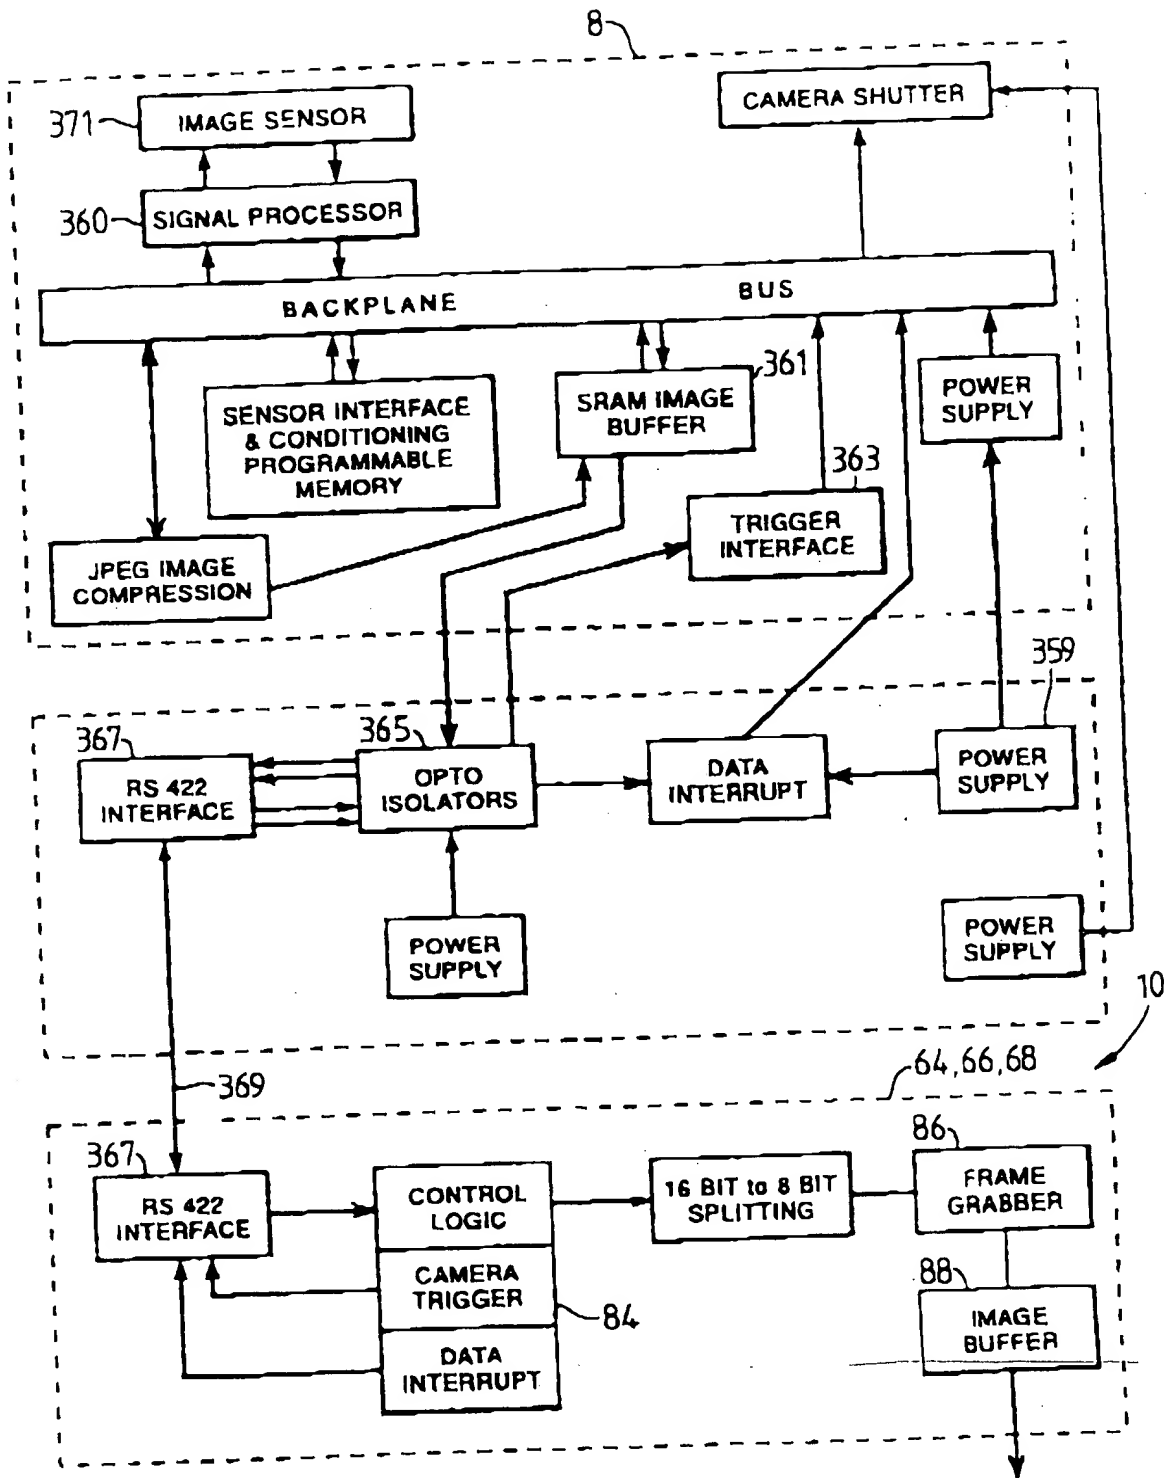 8
371
IMAGE SENSOR
CAMERA SHUTTER
360
SIGNAL PROCESSOR
BACKPLANE BUS
SENSOR INTERFACE
& CONDITIONING
PROGRAMMABLE
MEMORY
361
SRAM IMAGE
BUFFER
POWER
SUPPLY
363
TRIGGER
INTERFACE
JPEG IMAGE
COMPRESSION
359
367
RS 422
INTERFACE
365
OPTO
ISOLATORS
DATA
INTERRUPT
POWER
SUPPLY
POWER
SUPPLY
POWER
SUPPLY
10
369
64,66,68
367
RS 422
INTERFACE
CONTROL
LOGIC
16 BIT to 8 BIT
SPLITTING
86
FRAME
GRABBER
CAMERA
TRIGGER
84
88
IMAGE
BUFFER
DATA
INTERRUPT